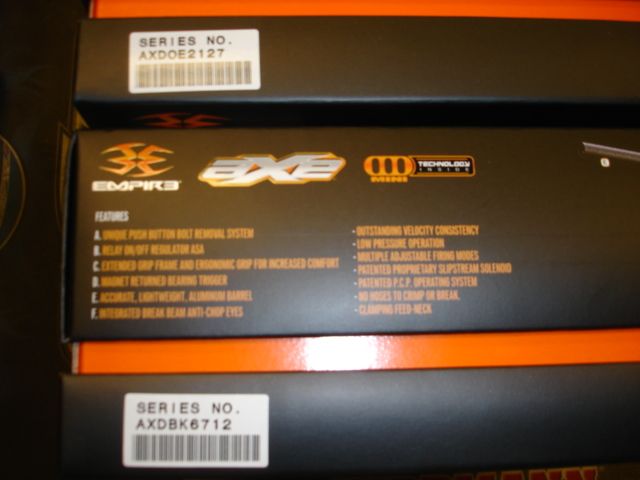 SERIES NO.
AXDOE2127
EMPIRE
AXE
MINI TECHNOLOGY INSIDE
FEATURES
A. UNIQUE PUSH BUTTON BOLT REMOVAL SYSTEM
B. RELAY ON/OFF REGULATOR ASA
C. EXTENDED GRIP FRAME AND ERGONOMIC GRIP FOR INCREASED COMFORT
D. MAGNET RETURNED BEARING TRIGGER
E. ACCURATE, LIGHTWEIGHT, ALUMINUM BARREL
F. INTEGRATED BREAK BEAM ANTI-CHOP EYES
· OUTSTANDING VELOCITY CONSISTENCY
· LOW PRESSURE OPERATION
· MULTIPLE ADJUSTABLE FIRING MODES
· PATENTED PROPRIETARY SLIPSTREAM SOLENOID
· PATENTED P.C.P. OPERATING SYSTEM
· NO HOSES TO CRIMP OR BREAK.
· CLAMPING FEED-NECK
SERIES NO.
AXDBK6712